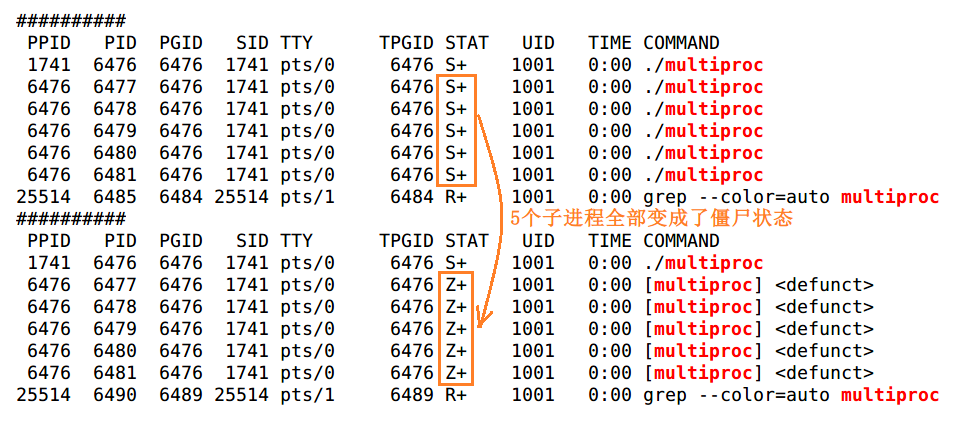 ##########
PPID PID PGID SID TTY TPGID STAT UID TIME COMMAND
1741 6476 6476 1741 pts/0 6476 S+ 1001 0:00 ./multiproc
6476 6477 6476 1741 pts/0 6476 S+ 1001 0:00 ./multiproc
6476 6478 6476 1741 pts/0 6476 S+ 1001 0:00 ./multiproc
6476 6479 6476 1741 pts/0 6476 S+ 1001 0:00 ./multiproc
6476 6480 6476 1741 pts/0 6476 S+ 1001 0:00 ./multiproc
6476 6481 6476 1741 pts/0 6476 S+ 1001 0:00 ./multiproc
25514 6485 6484 25514 pts/1 6484 R+ 1001 0:00 grep --color=auto multiproc
##########
5个子进程全部变成了僵尸状态
PPID PID PGID SID TTY TPGID STAT UID TIME COMMAND
1741 6476 6476 1741 pts/0 6476 S+ 1001 0:00 ./multiproc
6476 6477 6476 1741 pts/0 6476 Z+ 1001 0:00 [multiproc] <defunct>
6476 6478 6476 1741 pts/0 6476 Z+ 1001 0:00 [multiproc] <defunct>
6476 6479 6476 1741 pts/0 6476 Z+ 1001 0:00 [multiproc] <defunct>
6476 6480 6476 1741 pts/0 6476 Z+ 1001 0:00 [multiproc] <defunct>
6476 6481 6476 1741 pts/0 6476 Z+ 1001 0:00 [multiproc] <defunct>
25514 6490 6489 25514 pts/1 6489 R+ 1001 0:00 grep --color=auto multiproc